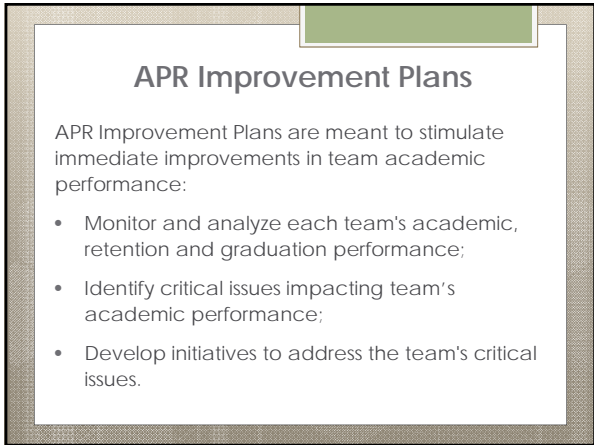 APR Improvement Plans
APR Improvement Plans are meant to stimulate
immediate improvements in team academic
performance:
• Monitor and analyze each team's academic,
retention and graduation performance;
• Identify critical issues impacting team’s
academic performance;
• Develop initiatives to address the team's critical
issues.